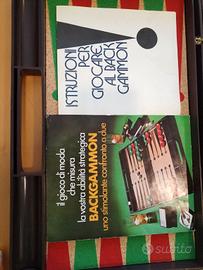 ISTRUZIONI
PER
GIOCARE
AL BACK
GAMMON
il gioco di moda
che misura
la vostra abilità strategica
BACKGAMMON
uno stimolante confronto a due
subito